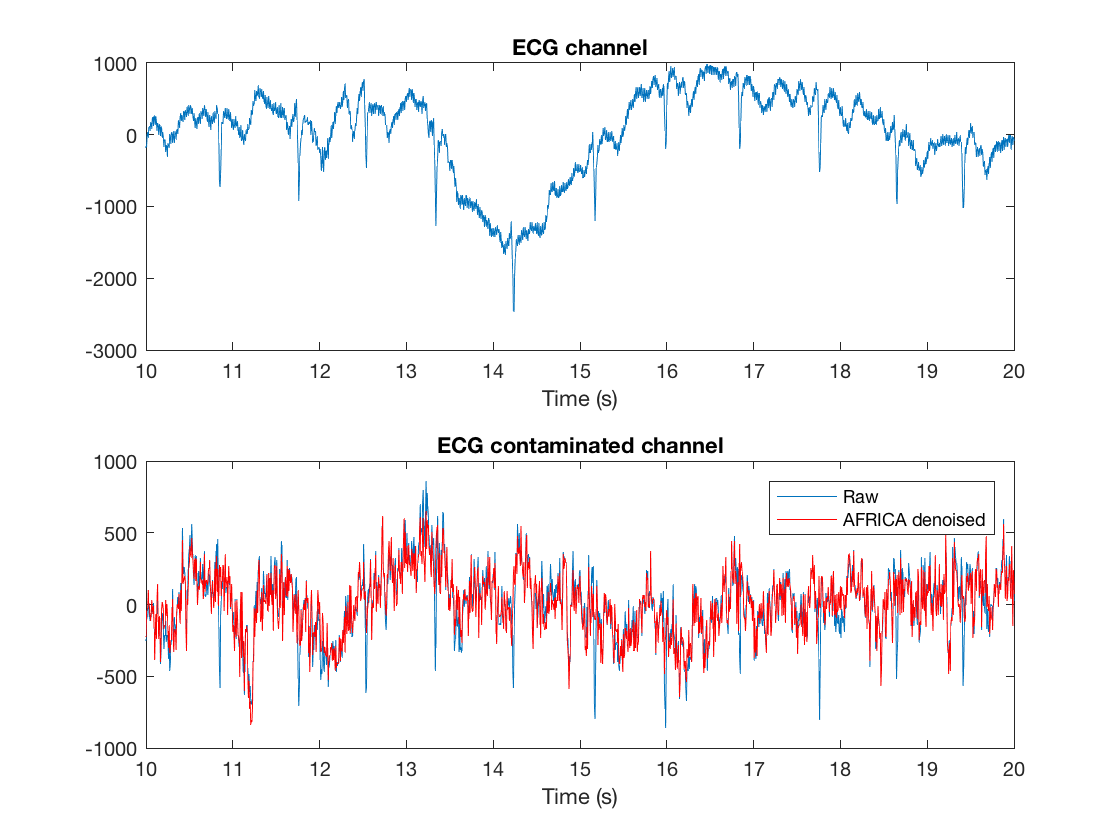 ECG channel
1000
0
-1000
-2000
-3000
10 11 12 13 14 15 16 17 18 19 20
Time (s)
ECG contaminated channel
1000
Raw
AFRICA denoised
500
0
-500
-1000
10 11 12 13 14 15 16 17 18 19 20
Time (s)